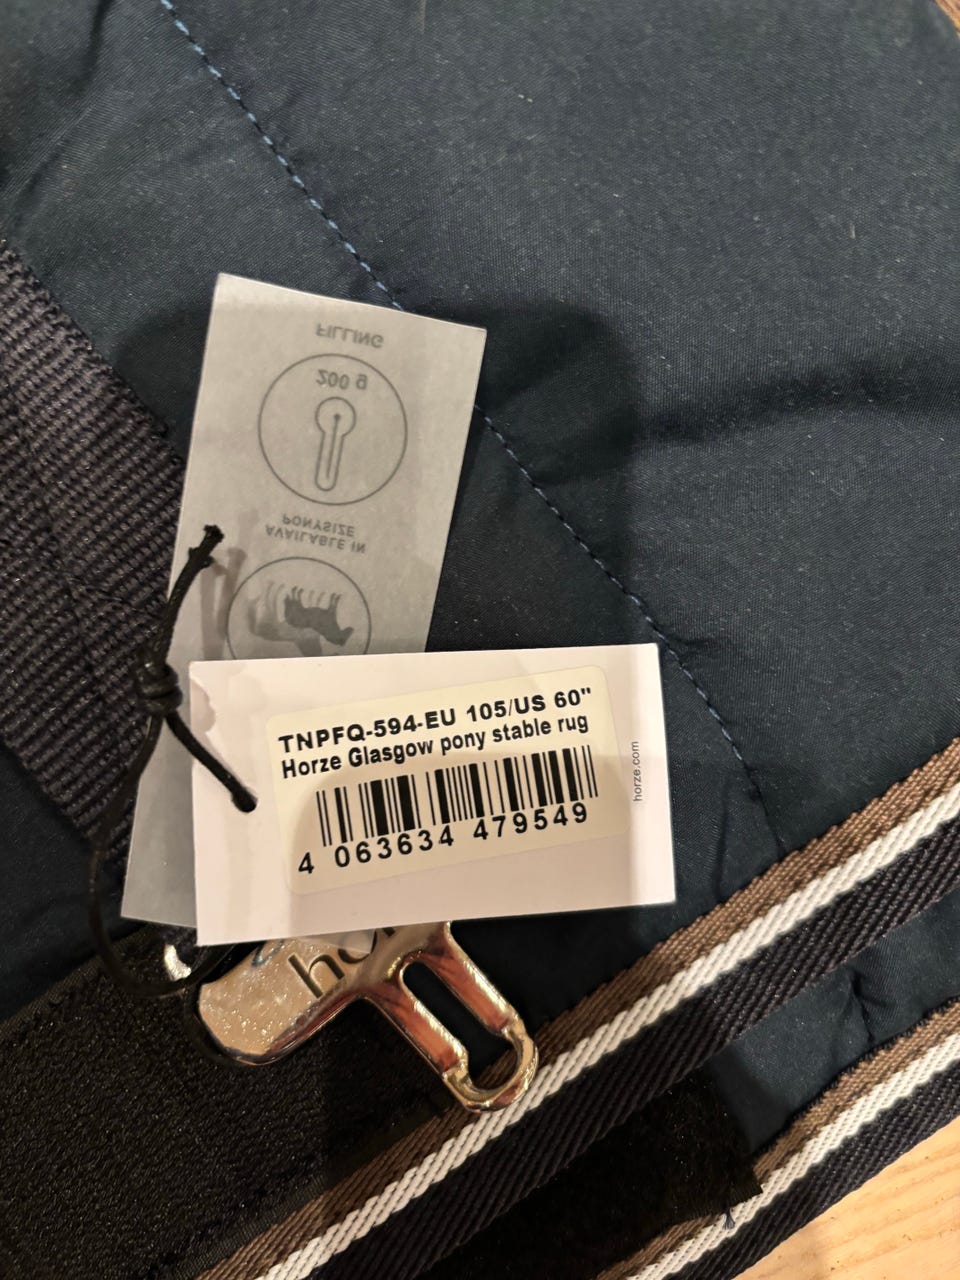 FILLING
200 g
AVAILABLE IN
PONYSIZE
TNPFQ-594-EU 105/US 60"
Horze Glasgow pony stable rug
4 063634 479549
horze.com